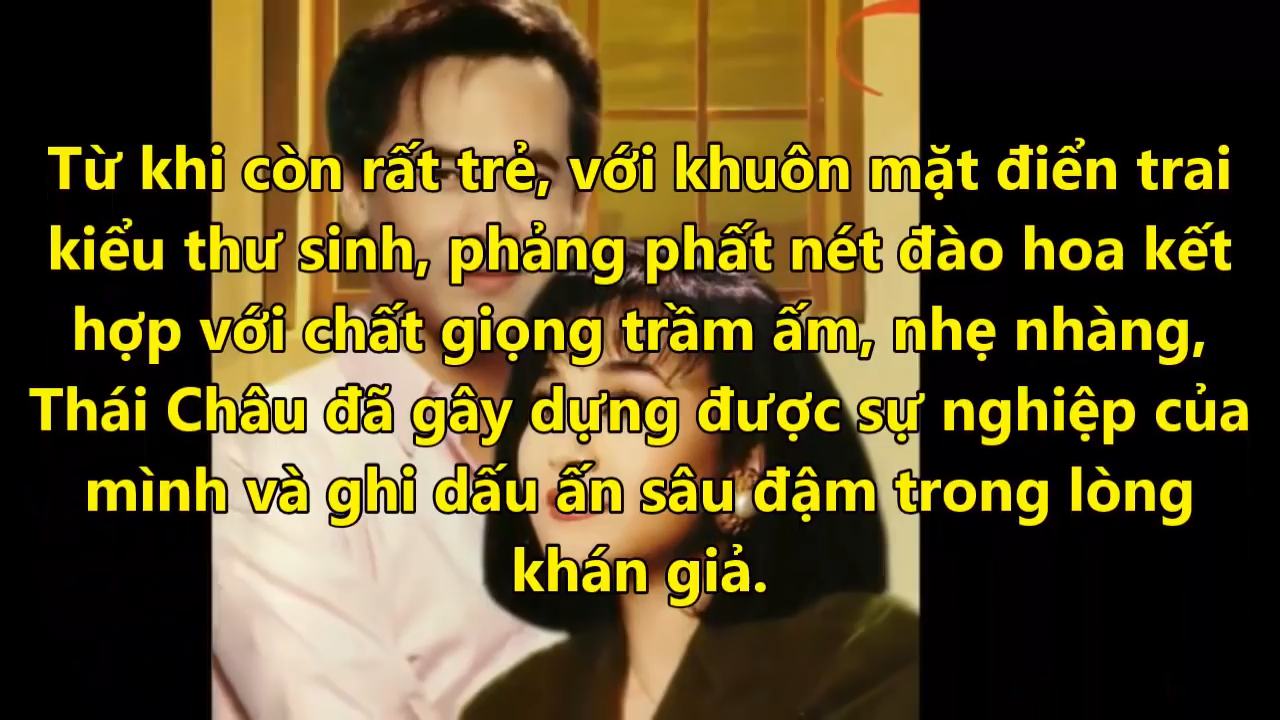 Từ khi còn rất trẻ, với khuôn mặt điển trai
kiểu thư sinh, phảng phất nét đào hoa kết
hợp với chất giọng trầm ấm, nhẹ nhàng,
Thái Châu đã gây dựng được sự nghiệp của
mình và ghi dấu ấn sâu đậm trong lòng
khán giả.